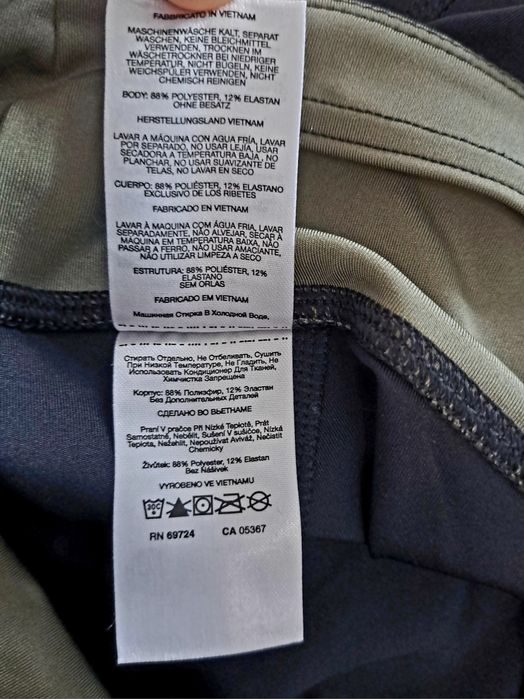 FABBRICATO IN VIETNAM
MASCHINENWÄSCHE KALT, SEPARAT
WASCHEN, KEINE BLEICHMITTEL
VERWENDEN, TROCKNEN IM
WÄSCHETROCKNER BEI NIEDRIGER
TEMPERATUR, NICHT BÜGELN, KEINE
WEICHSPÜLER VERWENDEN, NICHT
CHEMISCH REINIGEN
BODY: 88% POLYESTER, 12% ELASTAN
OHNE BESATZ
HERSTELLUNGSLAND VIETNAM
LAVAR A MÁQUINA CON AGUA FRÍA, LAVAR
POR SEPARADO, NO USAR LEJÍA, USAR
SECADORA A TEMPERATURA BAJA , NO
PLANCHAR, NO USAR SUAVIZANTE DE
TELAS, NO LAVAR EN SECO
CUERPO: 88% POLIÉSTER, 12% ELASTANO
EXCLUSIVO DE LOS RIBETES
FABRICADO EN VIETNAM
LAVAR À MÁQUINA COM ÁGUA FRIA, LAVAR
SEPARADAMENTE, NÃO ALVEJAR, SECAR À
MÁQUINA EM TEMPERATURA BAIXA, NÃO
PASSAR A FERRO, NÃO USAR AMACIANTE,
NÃO UTILIZAR LIMPEZA A SECO
ESTRUTURA: 88% POLIÉSTER, 12%
ELASTANO
SEM ORLAS
FABRICADO EM VIETNAM
Машинная Стирка В Холодной Воде,
Стирать Отдельно, Не Отбеливать, Сушить
При Низкой Температуре, Не Гладить, Не
Использовать Кондиционер Для Тканей,
Химчистка Запрещена
Корпус: 88% Полиэфир, 12% Эластан
Без Дополнительных Деталей
СДЕЛАНО ВО ВЬЕТНАМЕ
Praní V pračce Při Nízké Teplotě, Prát
Samostatně, Nebělit, Sušení V sušičce, Nízká
Teplota, Nežehlit, Nepoužívat Aviváž, Nečistit
Chemicky
Živůtek: 88% Polyester, 12% Elastan
Bez Nášivek
VYROBENO VE VIETNAMU
30C
RN 69724 CA 05367